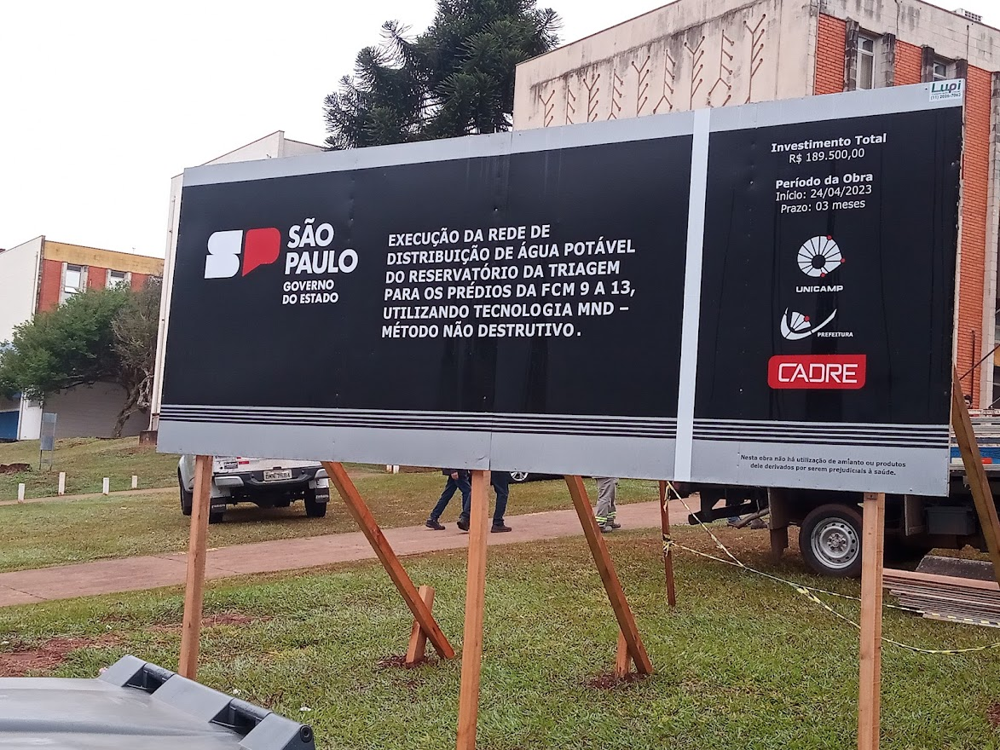 SP
SÃO
PAULO
GOVERNO
DO ESTADO
EXECUÇÃO DA REDE DE
DISTRIBUIÇÃO DE ÁGUA POTÁVEL
DO RESERVATÓRIO DA TRIAGEM
PARA OS PRÉDIOS DA FCM 9 A 13,
UTILIZANDO TECNOLOGIA MND –
MÉTODO NÃO DESTRUTIVO.
Lupi
Investimento Total
R$ 189.500,00
Período da Obra
Início: 24/04/2023
Prazo: 03 meses
UNICAMP
PREFEITURA
CADRE
Nesta obra não há utilização de amianto ou produtos
dele derivados por serem prejudiciais à saúde.